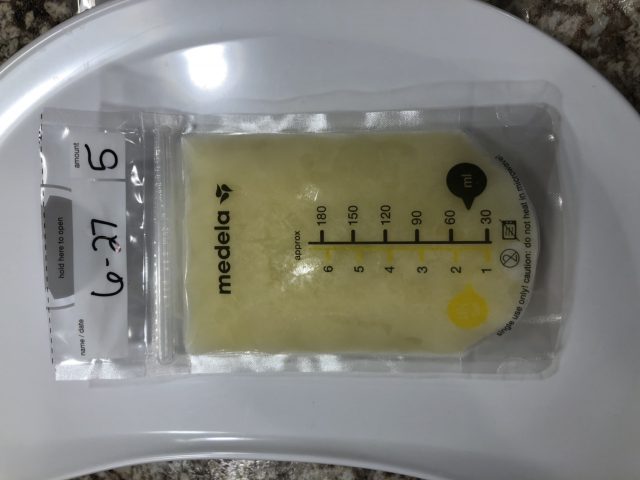 hold here to open
name / date
6-27
amount
5
medela
approx
180 150 120 90 60 30
6 5 4 3 2 1
ml
single use only! caution: do not heat in microwave!